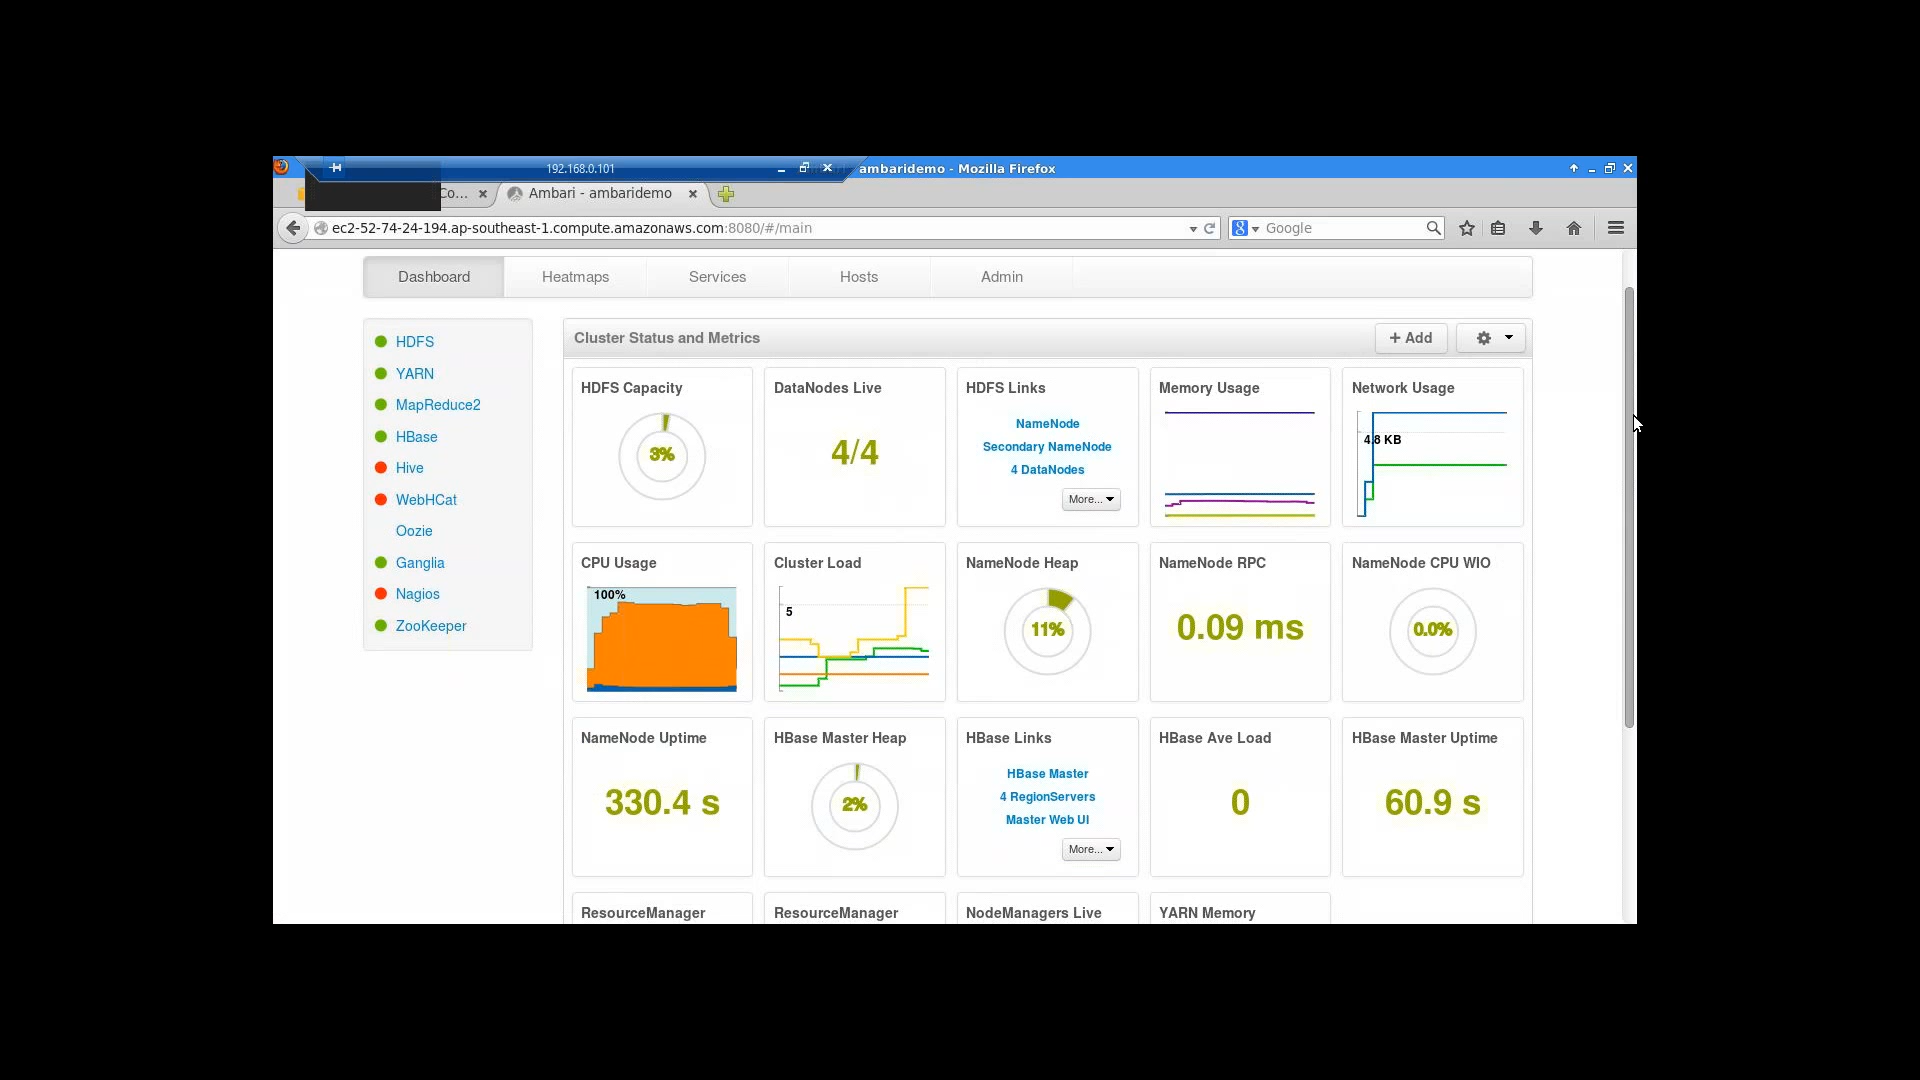 192.168.0.101
ambaridemo - Mozilla Firefox
Co...
Ambari - ambaridemo
ec2-52-74-24-194.ap-southeast-1.compute.amazonaws.com:8080/#/main
Google
Dashboard
Heatmaps
Services
Hosts
Admin
HDFS
YARN
MapReduce2
HBase
Hive
WebHCat
Oozie
Ganglia
Nagios
ZooKeeper
Cluster Status and Metrics
+ Add
HDFS Capacity
3%
DataNodes Live
4/4
HDFS Links
NameNode
Secondary NameNode
4 DataNodes
More...
Memory Usage
Network Usage
4.8 KB
CPU Usage
100%
Cluster Load
5
NameNode Heap
11%
NameNode RPC
0.09 ms
NameNode CPU WIO
0.0%
NameNode Uptime
330.4 s
HBase Master Heap
2%
HBase Links
HBase Master
4 RegionServers
Master Web UI
More...
HBase Ave Load
0
HBase Master Uptime
60.9 s
ResourceManager
ResourceManager
NodeManagers Live
YARN Memory